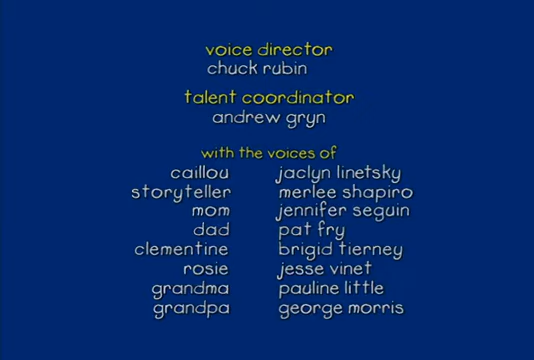 voice director
chuck rubin
talent coordinator
andrew gryn
with the voices of
caillou jaclyn linetsky
storyteller merlee shapiro
mom jennifer seguin
dad pat fry
clementine brigid tierney
rosie jesse vinet
grandma pauline little
grandpa george morris